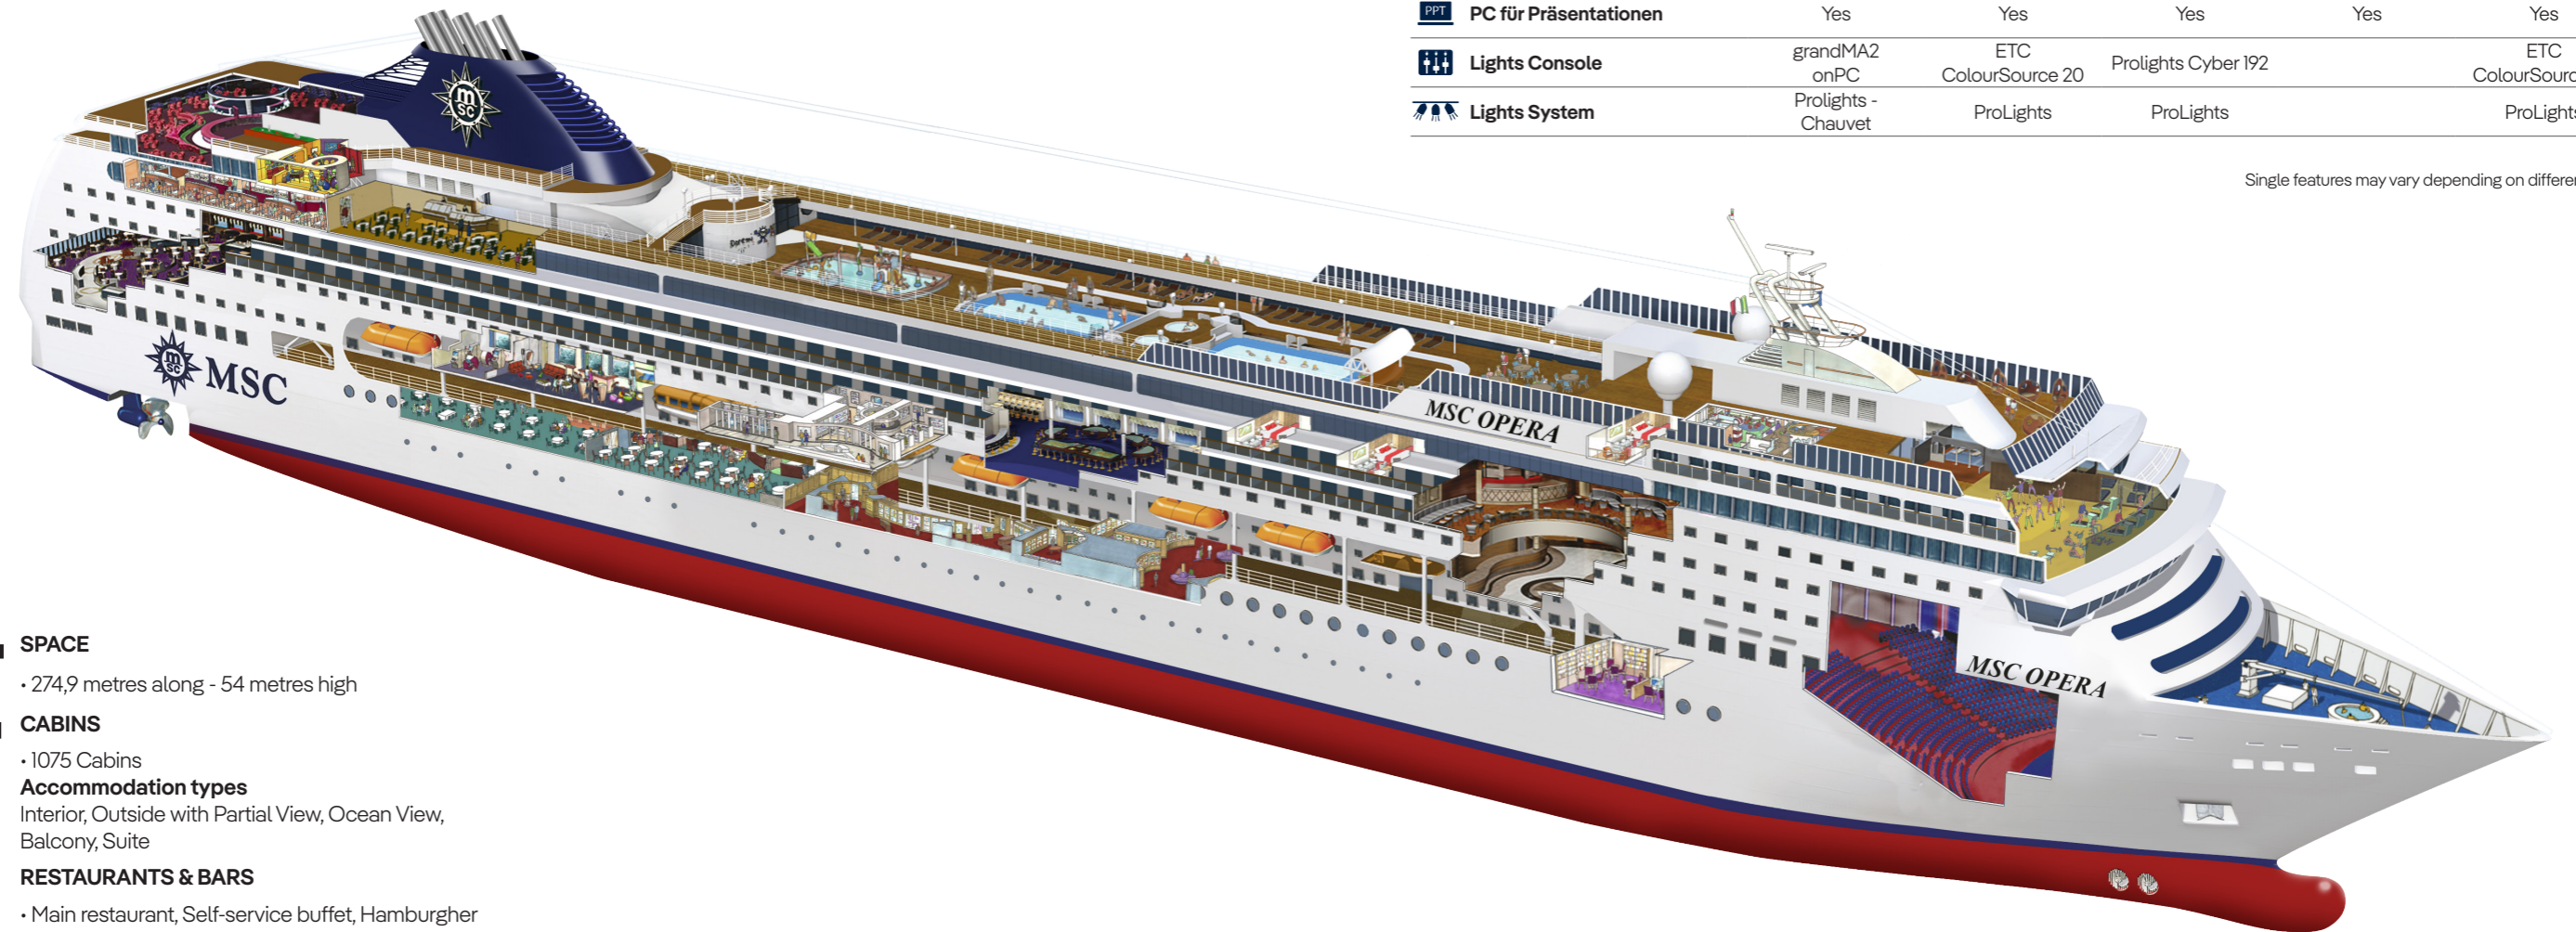 PPT PC für Präsentationen Yes Yes Yes Yes Yes
Lights Console grandMA2 onPC ETC ColourSource 20 Prolights Cyber 192 ETC
Lights System Prolights - Chauvet ProLights ProLights ProLights
Single features may vary depending on
MSC
MSC
MSC
MSC OPERA
MSC OPERA
SPACE
• 274,9 metres along - 54 metres high
CABINS
• 1075 Cabins
Accommodation types
Interior, Outside with Partial View, Ocean View,
Balcony, Suite
RESTAURANTS & BARS
• Main restaurant, Self-service buffet, Hamburgher